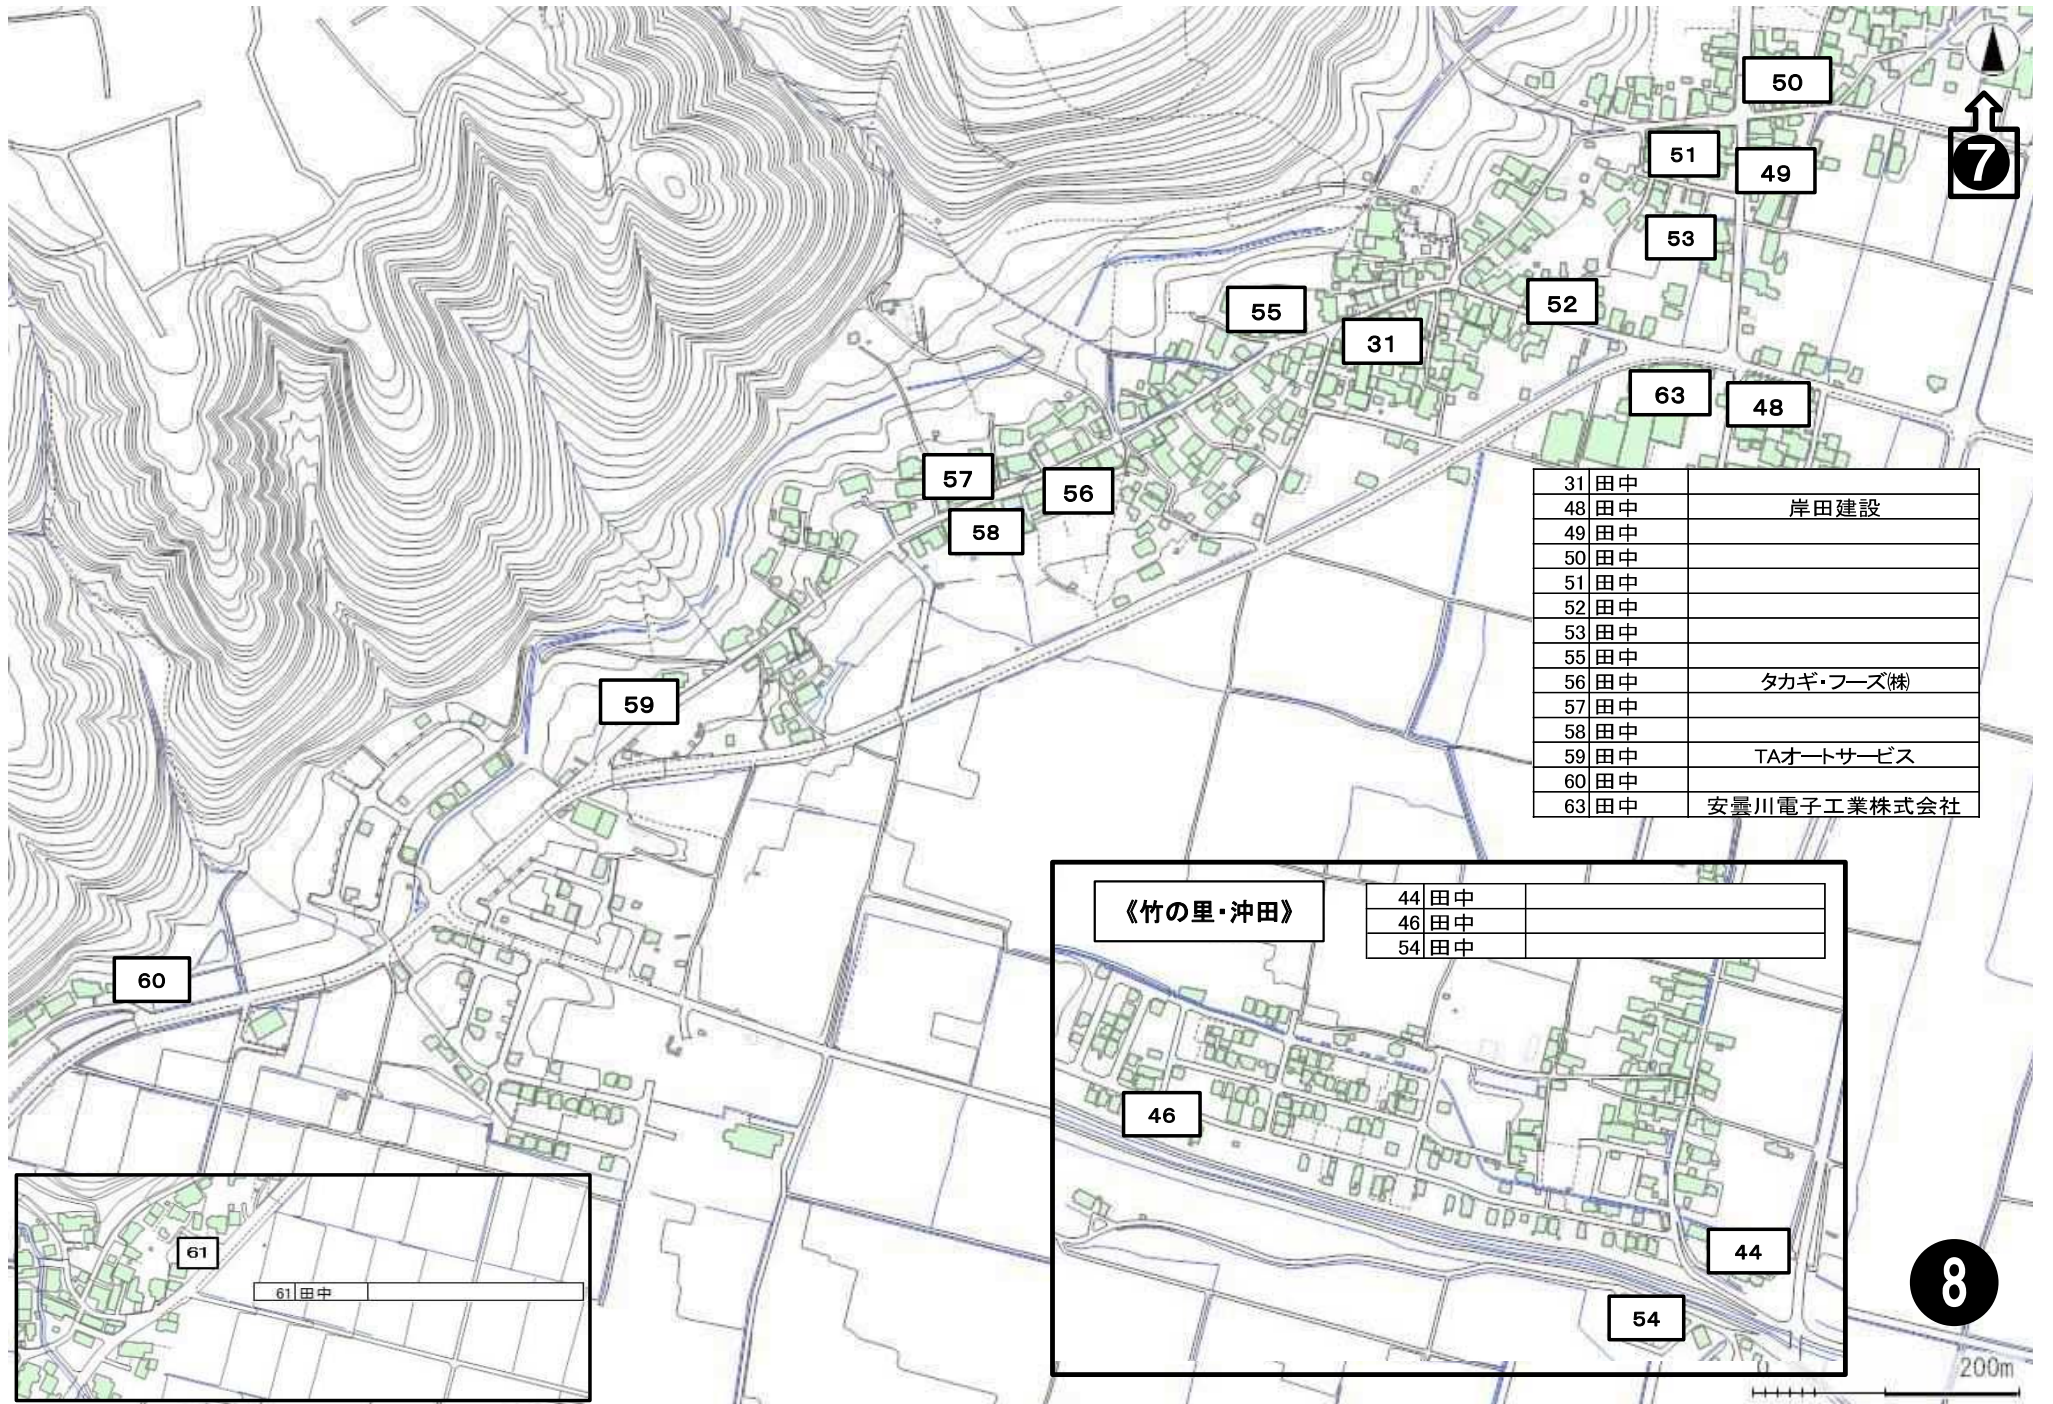 50
51
49
7
53
52
55
31
63
48
57
56
58
31 田中
48 田中 岸田建設
49 田中
50 田中
51 田中
52 田中
53 田中
55 田中
56 田中 タカギ・フーズ㈱
57 田中
58 田中
59 田中 TAオートサービス
60 田中
63 田中 安曇川電子工業株式会社
59
60
《竹の里・沖田》
44 田中
46 田中
54 田中
46
44
54
61
61 田中
8
0
200m